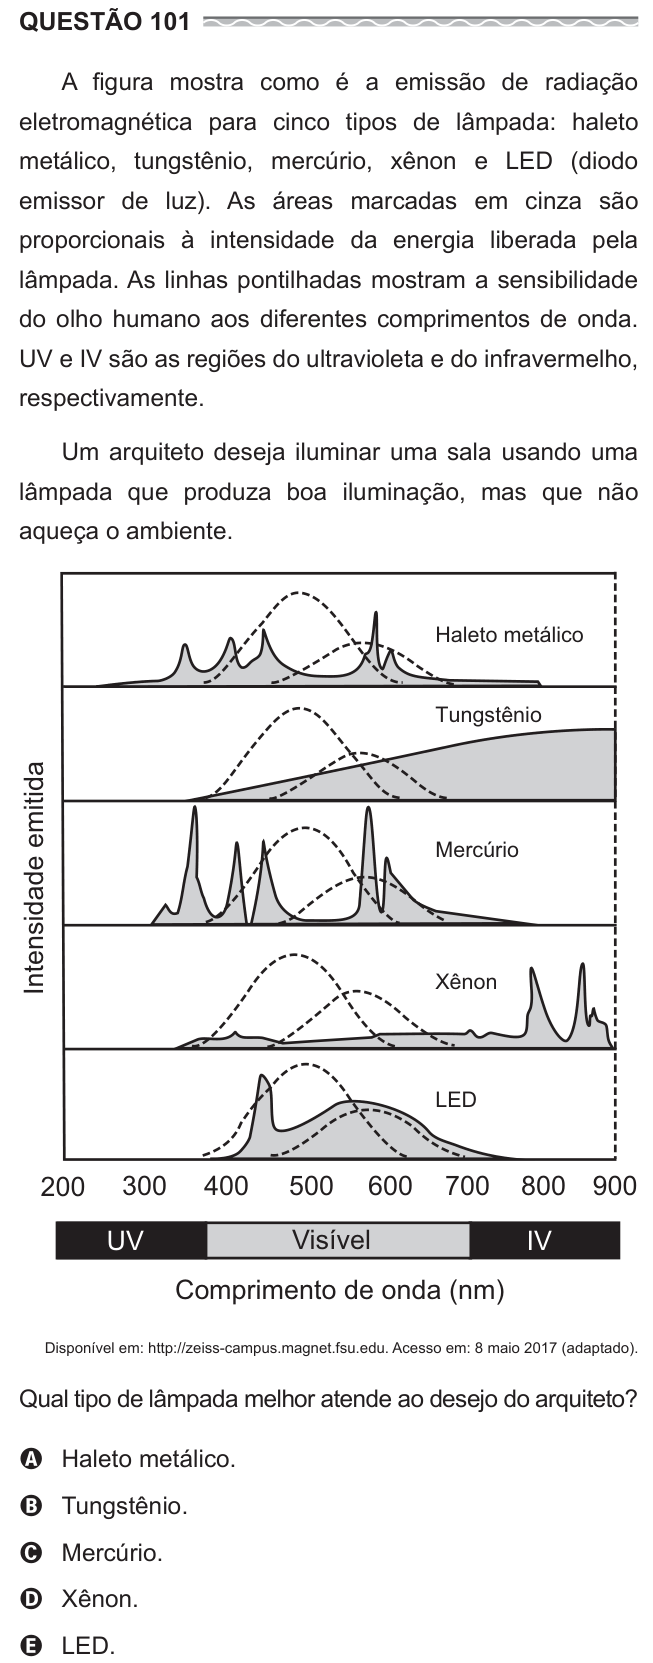 QUESTÃO 101
A figura mostra como é a emissão de radiação
eletromagnética para cinco tipos de lâmpada: haleto
metálico, tungstênio, mercúrio, xênon e LED (diodo
emissor de luz). As áreas marcadas em cinza são
proporcionais à intensidade da energia liberada pela
lâmpada. As linhas pontilhadas mostram a sensibilidade
do olho humano aos diferentes comprimentos de onda.
UV e IV são as regiões do ultravioleta e do infravermelho,
respectivamente.
Um arquiteto deseja iluminar uma sala usando uma
lâmpada que produza boa iluminação, mas que não
aqueça o ambiente.
Intensidade emitida
Haleto metálico
Tungstênio
Mercúrio
Xênon
LED
200 300 400 500 600 700 800 900
UV Visível IV
Comprimento de onda (nm)
Disponível em: http://zeiss-campus.magnet.fsu.edu. Acesso em: 8 maio 2017 (adaptado).
Qual tipo de lâmpada melhor atende ao desejo do arquiteto?
A Haleto metálico.
B Tungstênio.
C Mercúrio.
D Xênon.
E LED.